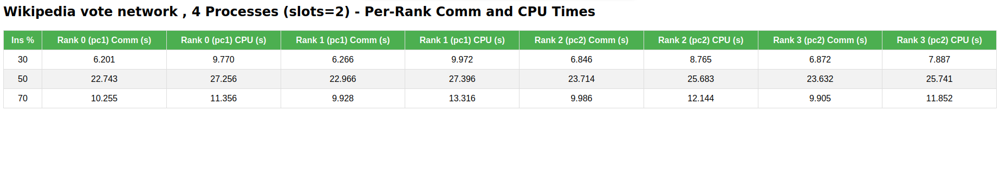 Wikipedia vote network , 4 Processes (slots=2) - Per-Rank Comm and CPU Times
Ins % Rank 0 (pc1) Comm (s) Rank 0 (pc1) CPU (s) Rank 1 (pc1) Comm (s) Rank 1 (pc1) CPU (s) Rank 2 (pc2) Comm (s) Rank 2 (pc2) CPU (s) Rank 3 (pc2) Comm (s) Rank 3 (pc2) CPU (s)
30 6.201 9.770 6.266 9.972 6.846 8.765 6.872 7.887
50 22.743 27.256 22.966 27.396 23.714 25.683 23.632 25.741
70 10.255 11.356 9.928 13.316 9.986 12.144 9.905 11.852